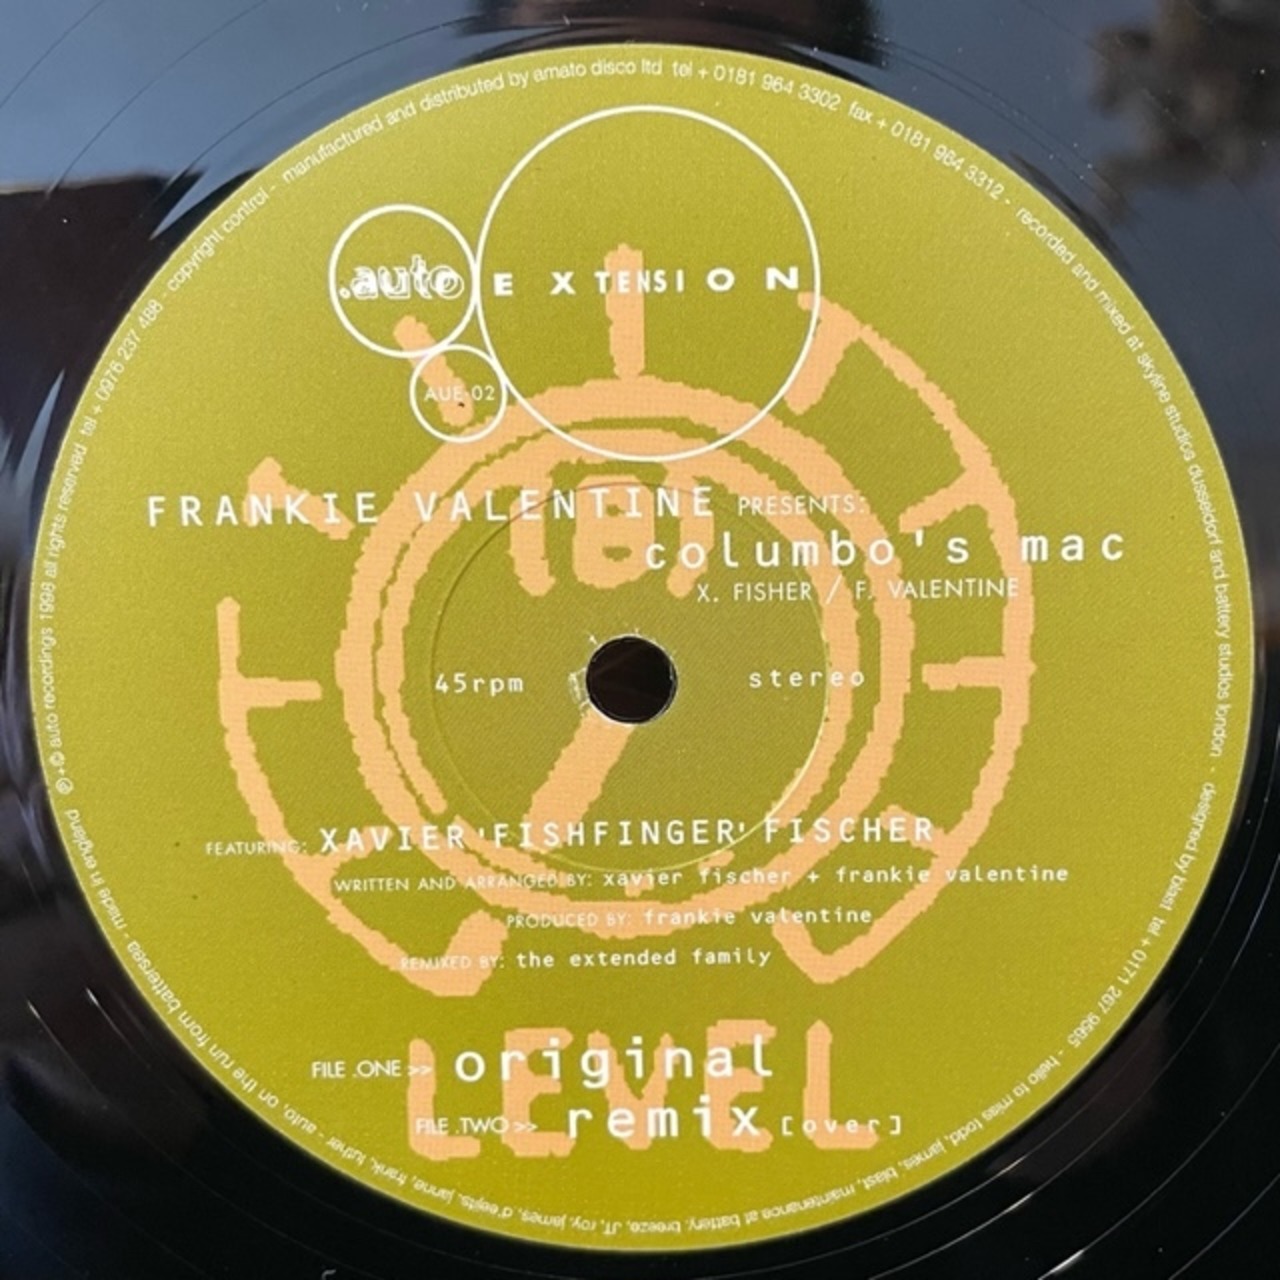 manufactured and distributed by amato disco ltd tel + 0181 964 3302 fax + 0181 964 3312 - recorded and mixed at skyline studios dusseldorf and battery studios london - designed by blast tel + 0171 267 9565 - hello to miss todd, james, blast, maintenance at battery, breeze, JT, roy, james, d'eejits, janne, frank, luther - auto, on the run from battersea - made in england ℗+© auto recordings 1998 all rights reserved tel + 0976 237 488 - copyright control -
.auto EXTENSION
AUE 02
FRANKIE VALENTINE PRESENTS:
columbo's mac
X. FISHER / F. VALENTINE
45rpm stereo
FEATURING: XAVIER 'FISHFINGER' FISCHER
WRITTEN AND ARRANGED BY: xavier fischer + frankie valentine
PRODUCED BY: frankie valentine
REMIXED BY: the extended family
LEVEL
FILE .ONE >> original
FILE .TWO >> remix [over]